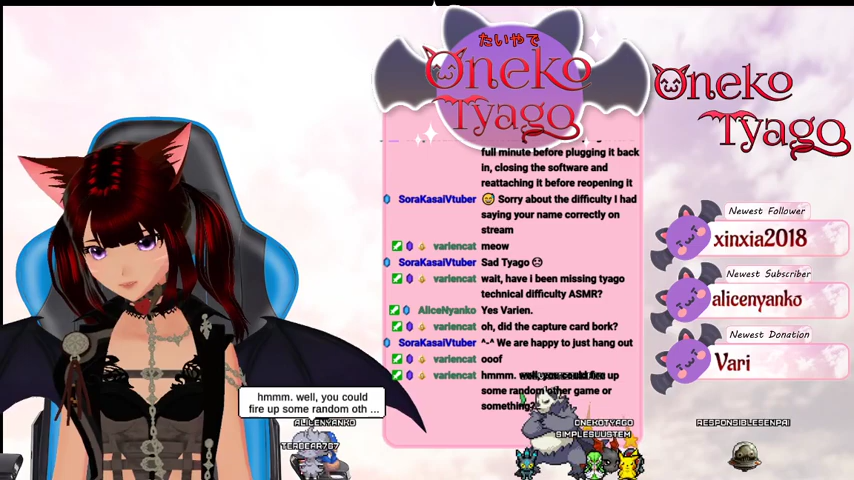 たいやで
Oneko
Tyago
Oneko
Tyago
full minute before plugging it back
in, closing the software and
reattaching it before reopening it
SoraKasaiVtuber 😅 Sorry about the difficulty I had
saying your name correctly on
stream
variencat meow
SoraKasaiVtuber Sad Tyago ☹
variencat wait, have i been missing tyago
technical difficulty ASMR?
AliceNyanko Yes Varien.
variencat oh, did the capture card bork?
SoraKasaiVtuber ^-^ We are happy to just hang out
variencat ooof
variencat hmmm. well, you could fire up
some random other game or
something?
Newest Follower
xinxia2018
Newest Subscriber
alicenyanko
Newest Donation
Vari
hmmm. well, you could
fire up some random oth ...
ALICENYANKO
TERBEAR787
ONEKOTYAGO
SIMPLESUUSTEM
RESPONSIBLESENPAI